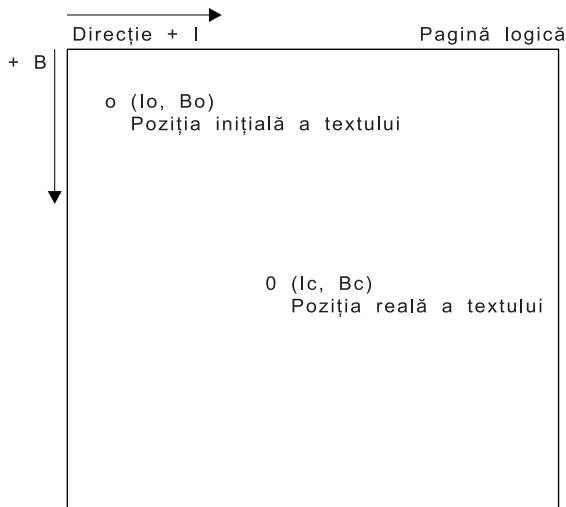 Direcție + I
Pagină logică
+ B
o (Io, Bo)
Poziția inițială a textului
0 (Ic, Bc)
Poziția reală a textului